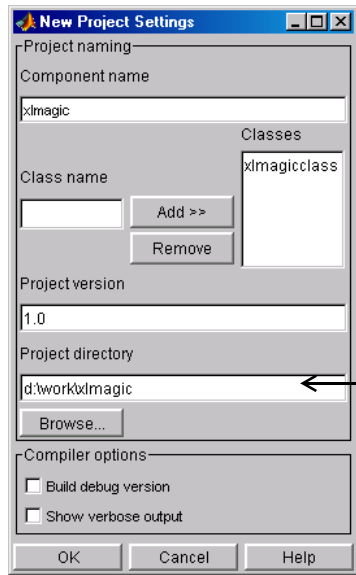 New Project Settings
Project naming
Component name
xlmagic
Classes
xlmagicclass
Class name
Add >>
Remove
Project version
1.0
Project directory
d:\work\xlmagic
Browse...
Compiler options
Build debug version
Show verbose output
OK Cancel Help